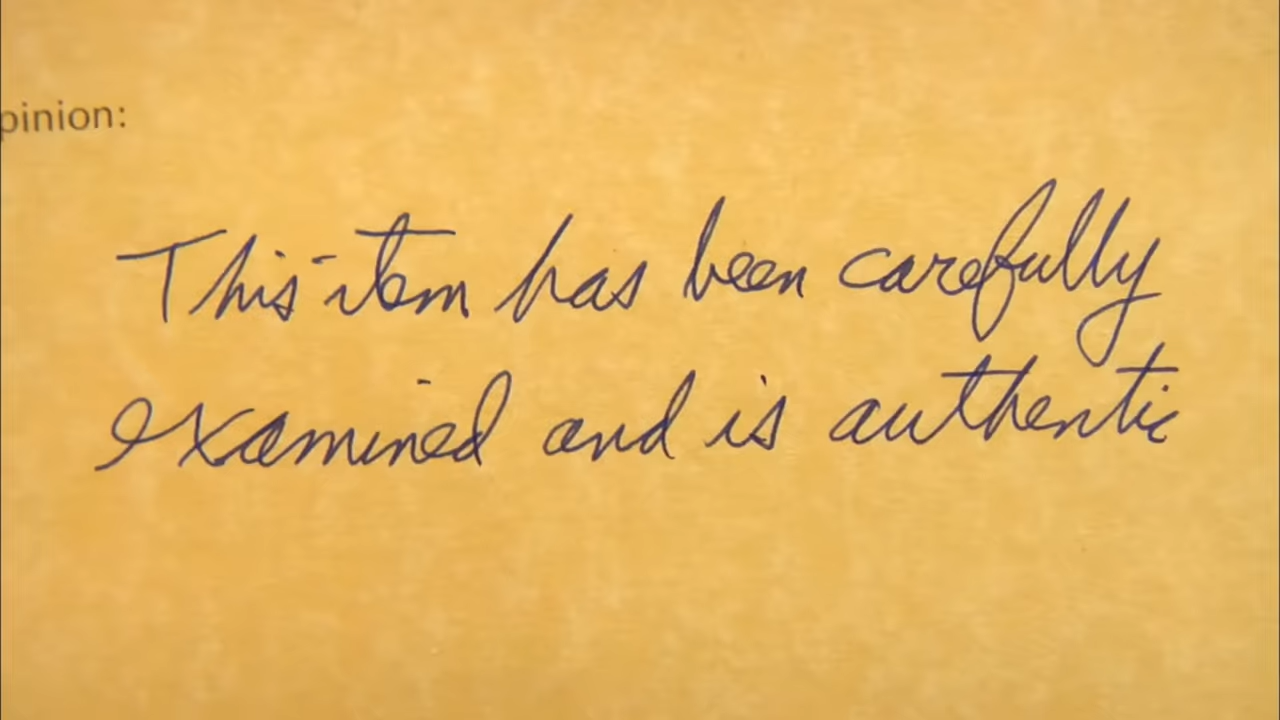 pinion:
This item has been carefully
examined and is authentic